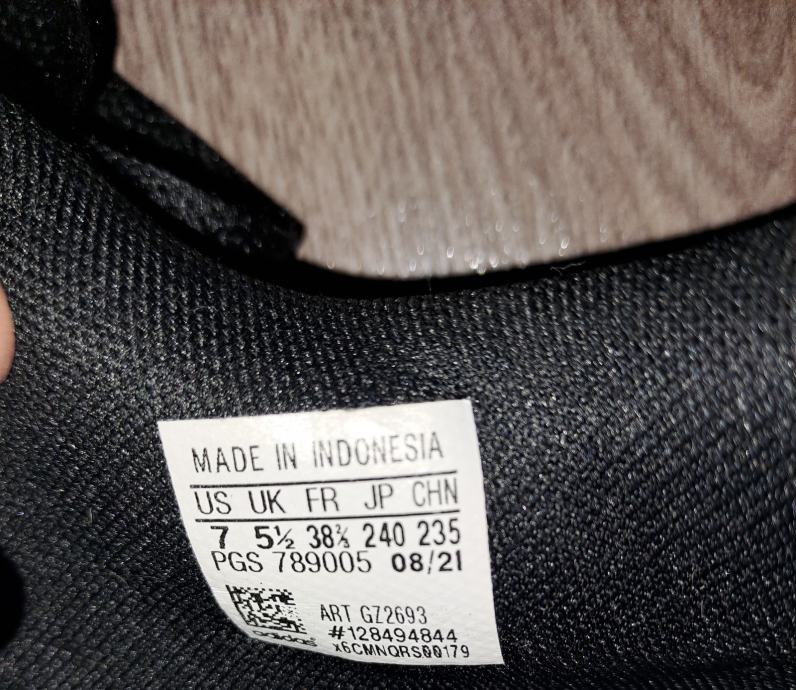 MADE IN INDONESIA
US UK FR JP CHN
7 5½ 38⅔ 240 235
PGS 789005 08/21
ART GZ2693
adidas #128494844
x6CMNQRS00179